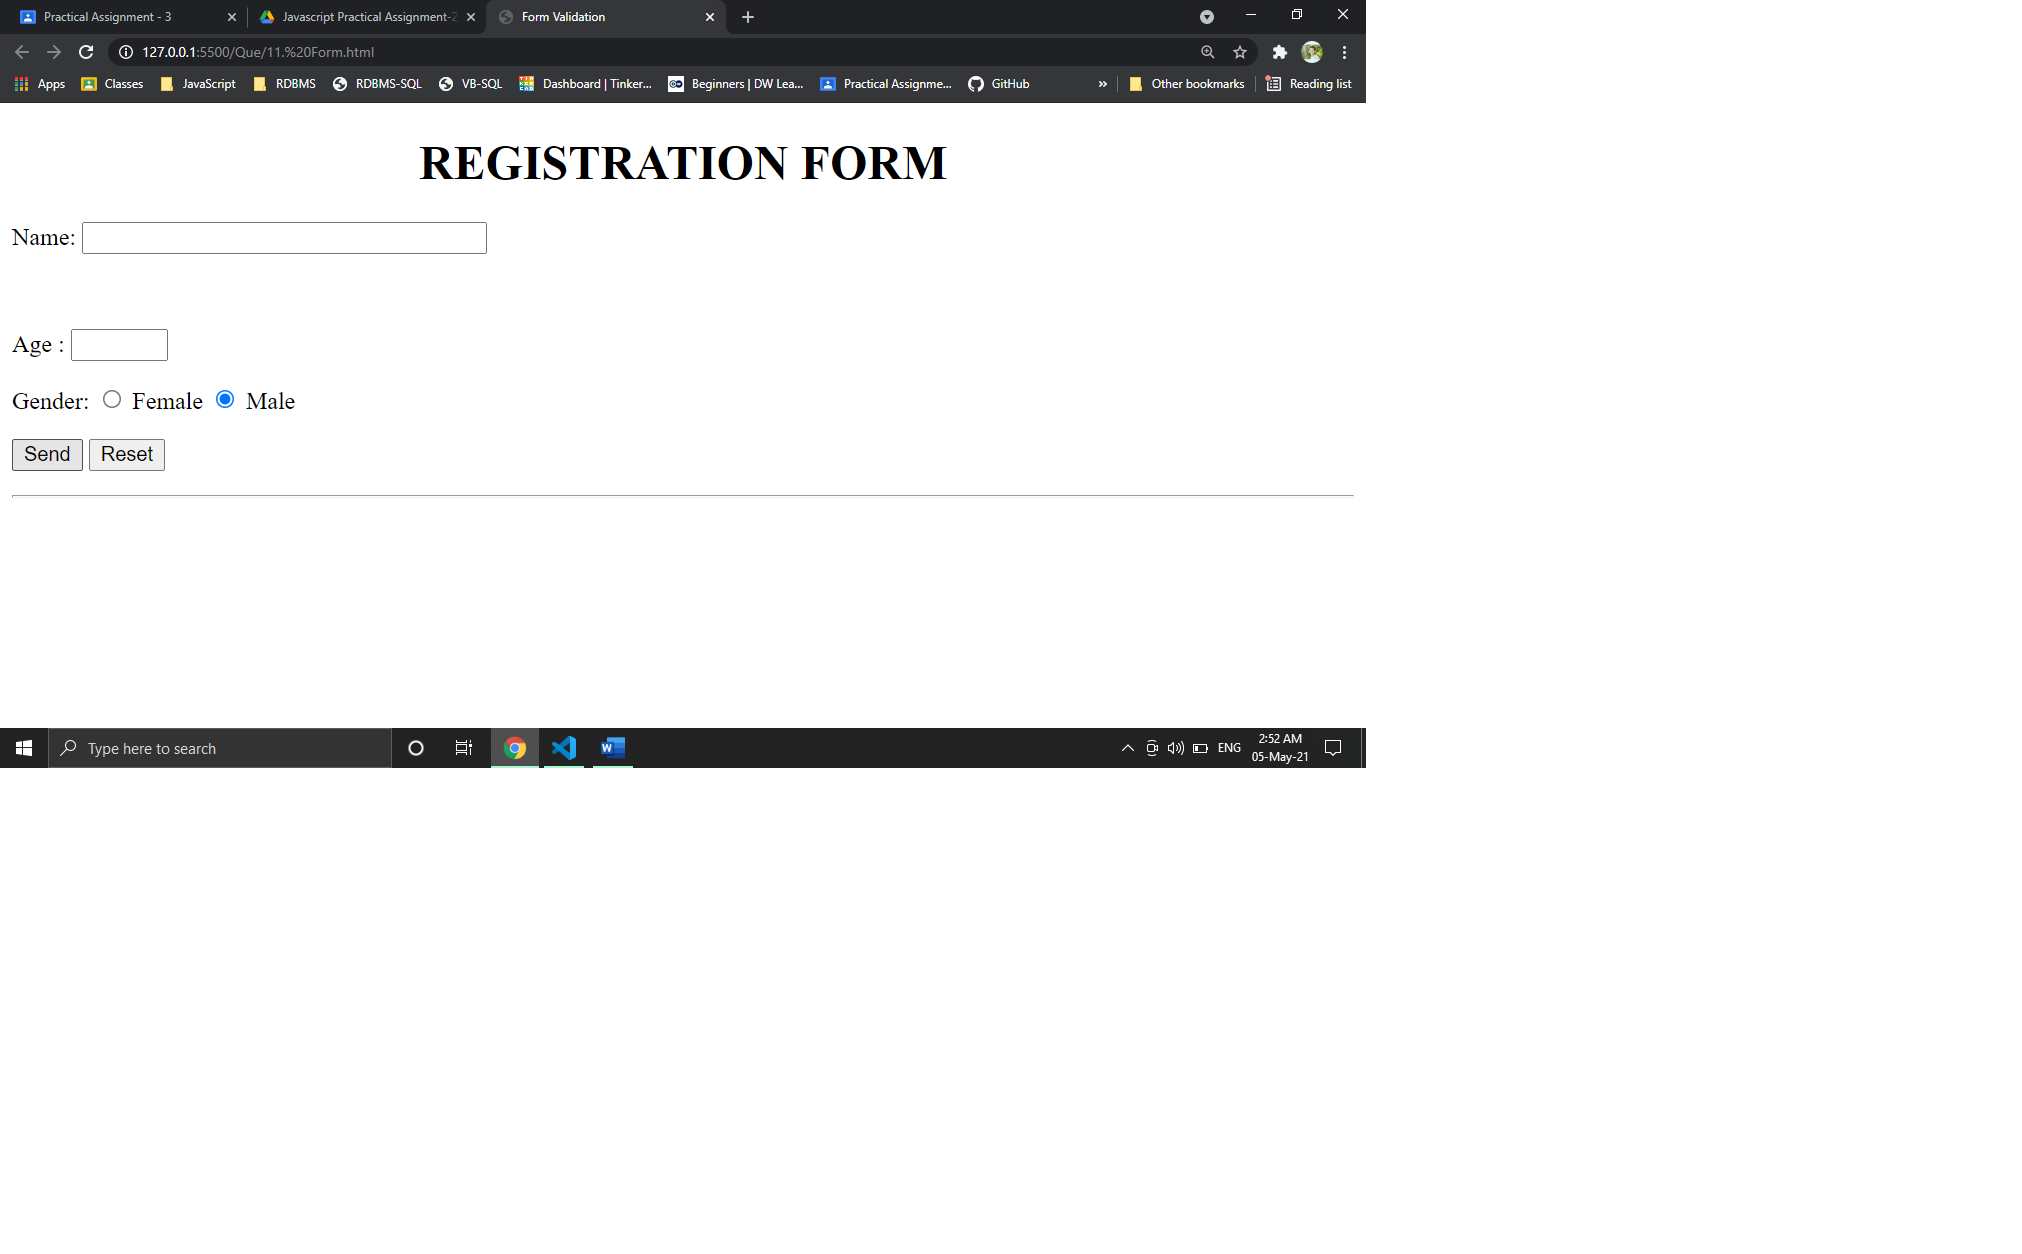 Practical Assignment - 3
Javascript Practical Assignment-2
Form Validation
127.0.0.1:5500/Que/11.%20Form.html
Apps Classes JavaScript RDBMS RDBMS-SQL VB-SQL Dashboard | Tinker... Beginners | DW Lea... Practical Assignme... GitHub » Other bookmarks Reading list
REGISTRATION FORM
Name:
Age :
Gender: Female Male
Send Reset
Type here to search
ENG
2:52 AM
05-May-21